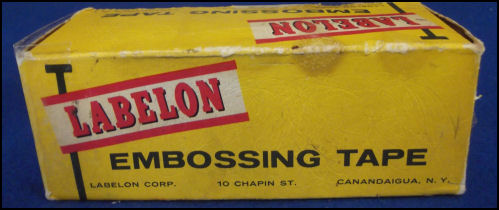 EMBOSSING TAPE
LABELON
LABELON
EMBOSSING TAPE
LABELON CORP. 10 CHAPIN ST. CANANDAIGUA, N. Y.